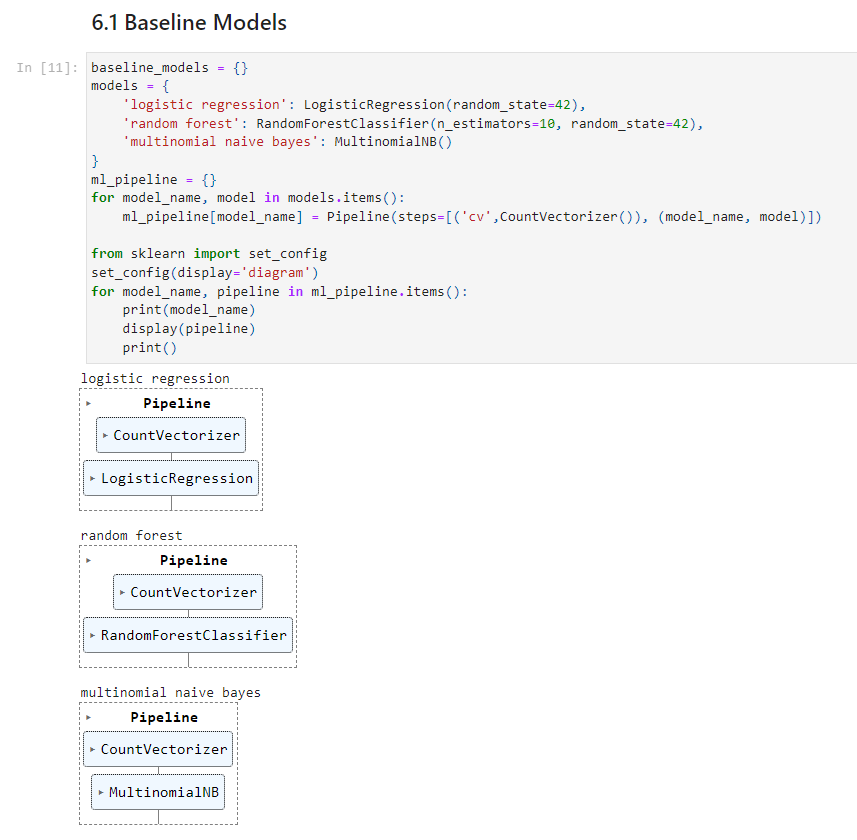 6.1 Baseline Models
In [11]:
baseline_models = {}
models = {
    'logistic regression': LogisticRegression(random_state=42),
    'random forest': RandomForestClassifier(n_estimators=10, random_state=42),
    'multinomial naive bayes': MultinomialNB()
}
ml_pipeline = {}
for model_name, model in models.items():
    ml_pipeline[model_name] = Pipeline(steps=[('cv',CountVectorizer()), (model_name, model)])

from sklearn import set_config
set_config(display='diagram')
for model_name, pipeline in ml_pipeline.items():
    print(model_name)
    display(pipeline)
    print()
logistic regression
Pipeline
CountVectorizer
LogisticRegression
random forest
Pipeline
CountVectorizer
RandomForestClassifier
multinomial naive bayes
Pipeline
CountVectorizer
MultinomialNB